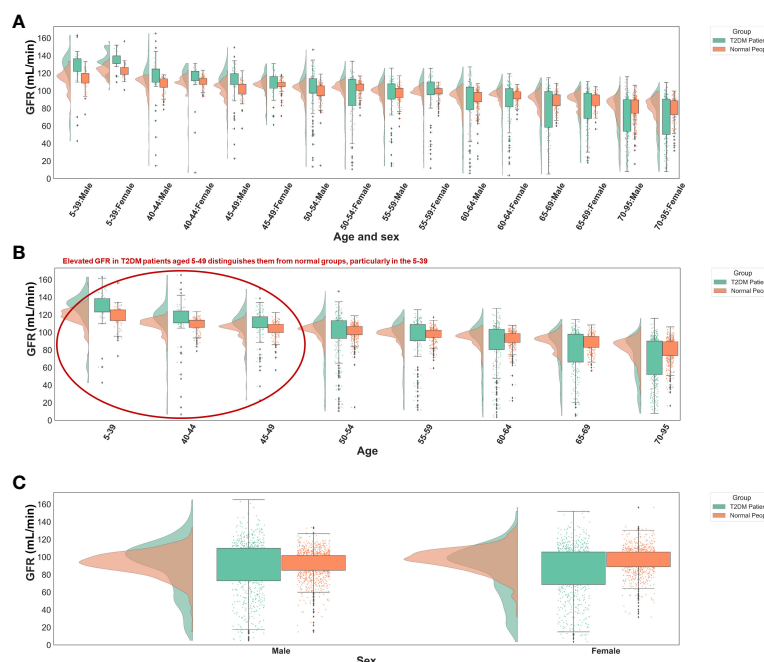 A
Group
T2DM Patie
Normal Peop
GFR (mL/min)
160
140
120
100
80
60
40
20
0
5-39:Male
5-39:Female
40-44:Male
40-44:Female
45-49:Male
45-49:Female
50-54:Male
50-54:Female
55-59:Male
55-59:Female
60-64:Male
60-64:Female
65-69:Male
65-69:Female
70-95:Male
70-95:Female
Age and sex
B
Elevated GFR in T2DM patients aged 5-49 distinguishes them from normal groups, particularly in the 5-39
Group
T2DM Patie
Normal Peop
GFR (mL/min)
160
140
120
100
80
60
40
20
0
5-39
40-44
45-49
50-54
55-59
60-64
65-69
70-95
Age
C
Group
T2DM Patie
Normal Peop
GFR (mL/min)
160
140
120
100
80
60
40
20
0
Male
Female
Sex